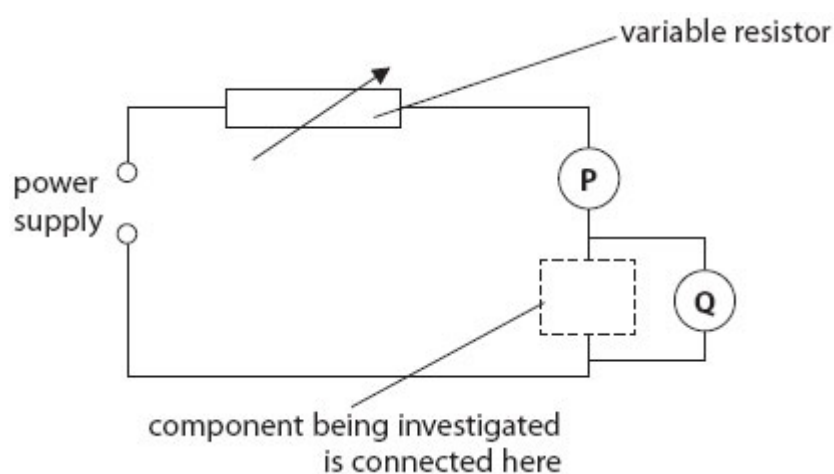 variable resistor
P
power
supply
Q
component being investigated
is connected here